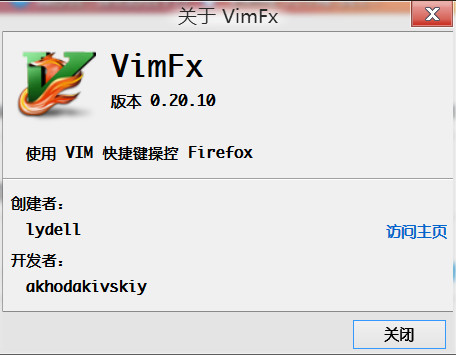 关于 VimFx
VimFx
版本 0.20.10
使用 VIM 快捷键操控 Firefox
创建者：
lydell
访问主页
开发者：
akhodakivskiy
关闭